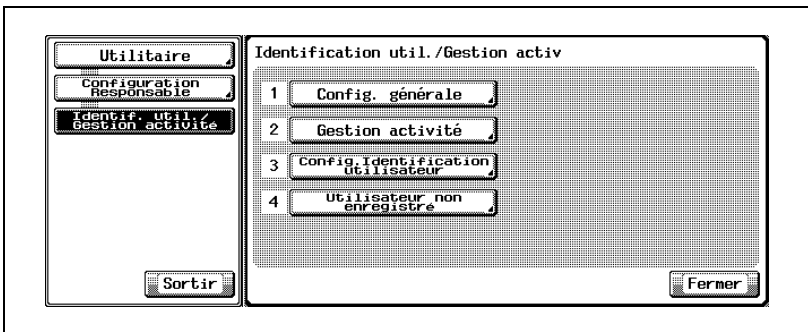 Utilitaire
Configuration
Responsable
Identif. util./
Gestion activité
Sortir
Identification util./Gestion activ
1 Config. générale
2 Gestion activité
3 Config.Identification
utilisateur
4 Utilisateur non
enregistré
Fermer